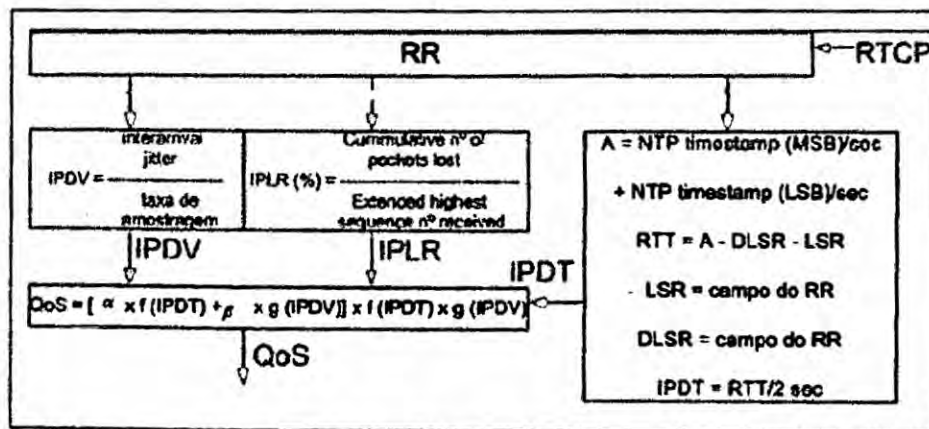 RR
RTCP
Interarrival
jitter
IPDV =
taxa de
amostragem
Cummulative nº of
packets lost
IPLR (%) =
Extended highest
sequence nº received
A = NTP timestamp (MSB)/sec
+ NTP timestamp (LSB)/sec
RTT = A - DLSR - LSR
- LSR = campo do RR
DLSR = campo do RR
IPDT = RTT/2 sec
IPDV
IPLR
IPDT
QoS = [ α x f (IPDT) + β x g (IPDV)] x f (IPDT) x g (IPDV)
QoS